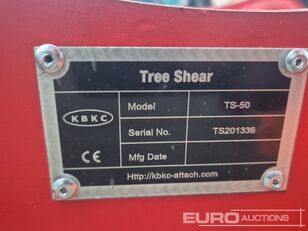 Tree Shear
KBKC
Model TS-50
Serial No. TS201336
CE
Mfg Date
Http://kbkc-attach.com
EURO
AUCTIONS